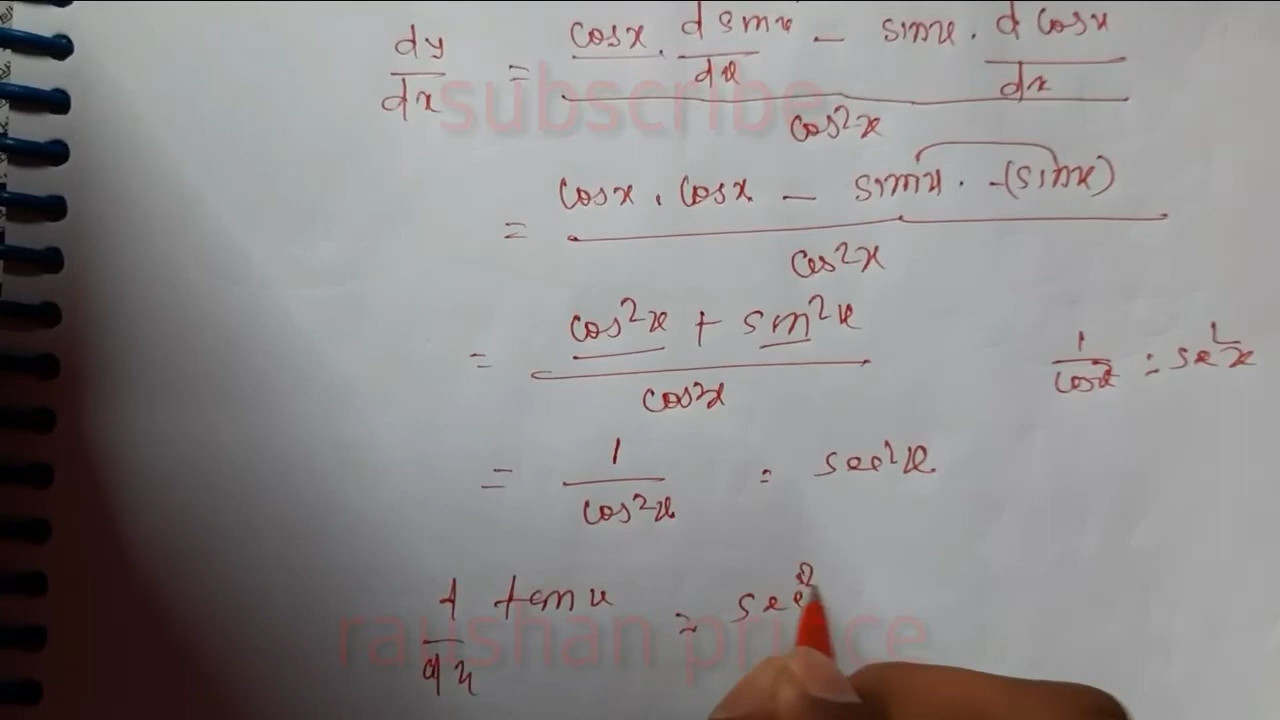 dy/dx = (cosx . d sinx/dx - sinx . d cosx/dx) / cos²x
subscribe
= (cosx . cosx - sinx . -(sinx)) / cos²x
= (cos²x + sin²x) / cos²x
1/cos²x = sec²x
= 1/cos²x = sec²x
d/dx tanx = sec²
raushan prince